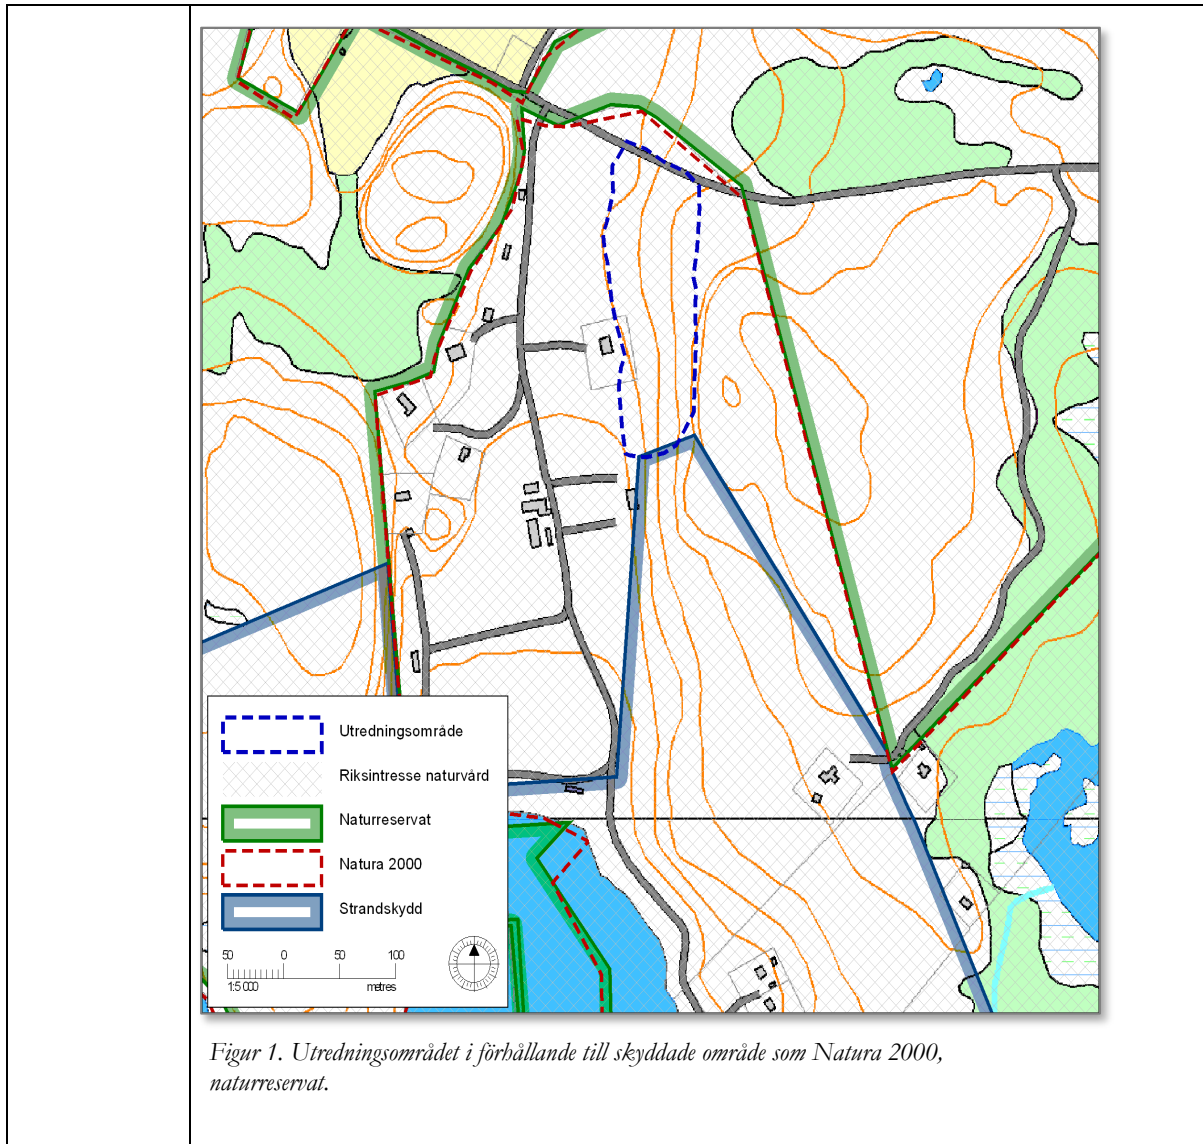 Utredningsområde
Riksintresse naturvård
Naturreservat
Natura 2000
Strandskydd
50 0 50 100
1:5 000 metres
Figur 1. Utredningsområdet i förhållande till skyddade område som Natura 2000,
naturreservat.